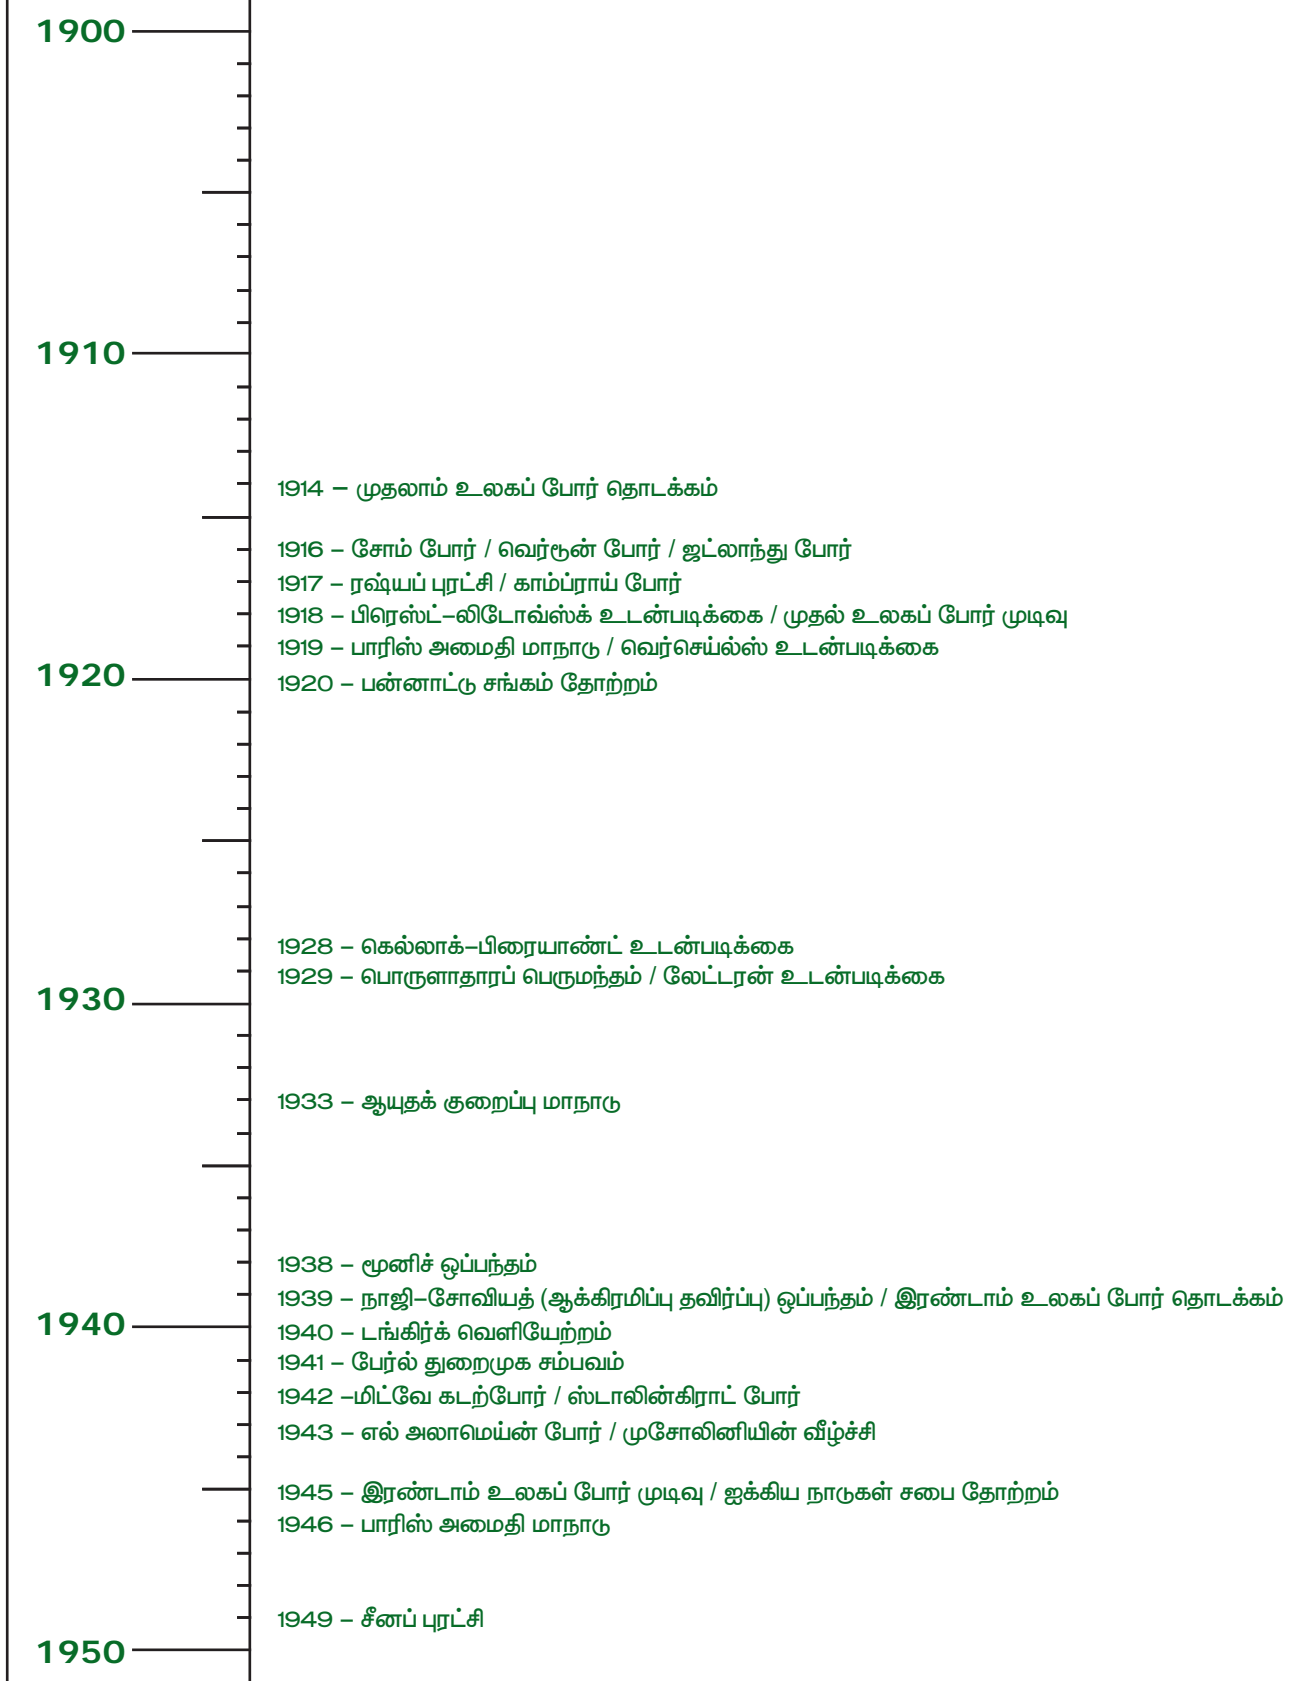 1900
1910
1914 – முதலாம் உலகப் போர் தொடக்கம்
1916 – சோம் போர் / வெர்டூன் போர் / ஜட்லாந்து போர்
1917 – ரஷ்யப் புரட்சி / காம்ப்ராய் போர்
1918 – பிரெஸ்ட்–லிடோவ்ஸ்க் உடன்படிக்கை / முதல் உலகப் போர் முடிவு
1919 – பாரிஸ் அமைதி மாநாடு / வெர்செய்ல்ஸ் உடன்படிக்கை
1920
1920 – பன்னாட்டு சங்கம் தோற்றம்
1928 – கெல்லாக்–பிரையாண்ட் உடன்படிக்கை
1929 – பொருளாதாரப் பெருமந்தம் / லேட்டரன் உடன்படிக்கை
1930
1933 – ஆயுதக் குறைப்பு மாநாடு
1938 – மூனிச் ஒப்பந்தம்
1939 – நாஜி–சோவியத் (ஆக்கிரமிப்பு தவிர்ப்பு) ஒப்பந்தம் / இரண்டாம் உலகப் போர் தொடக்கம்
1940
1940 – டங்கிர்க் வெளியேற்றம்
1941 – பேர்ல் துறைமுக சம்பவம்
1942 –மிட்வே கடற்போர் / ஸ்டாலின்கிராட் போர்
1943 – எல் அலாமெய்ன் போர் / முசோலினியின் வீழ்ச்சி
1945 – இரண்டாம் உலகப் போர் முடிவு / ஐக்கிய நாடுகள் சபை தோற்றம்
1946 – பாரிஸ் அமைதி மாநாடு
1949 – சீனப் புரட்சி
1950